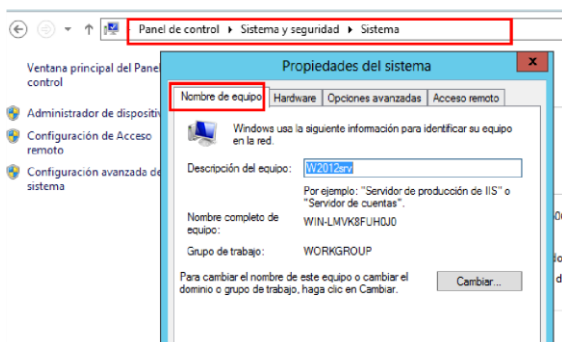 Panel de control Sistema y seguridad Sistema
Ventana principal del Panel
control
Administrador de dispositiv
Configuración de Acceso
remoto
Configuración avanzada de
sistema
Propiedades del sistema
x
Nombre de equipo Hardware Opciones avanzadas Acceso remoto
Windows usa la siguiente información para identificar su equipo
en la red.
Descripción del equipo: W2012srv
Por ejemplo: "Servidor de producción de IIS" o
"Servidor de cuentas".
Nombre completo de
equipo: WIN-LMVK8FUH0J0
Grupo de trabajo: WORKGROUP
Para cambiar el nombre de este equipo o cambiar el
dominio o grupo de trabajo, haga clic en Cambiar.
Cambiar...